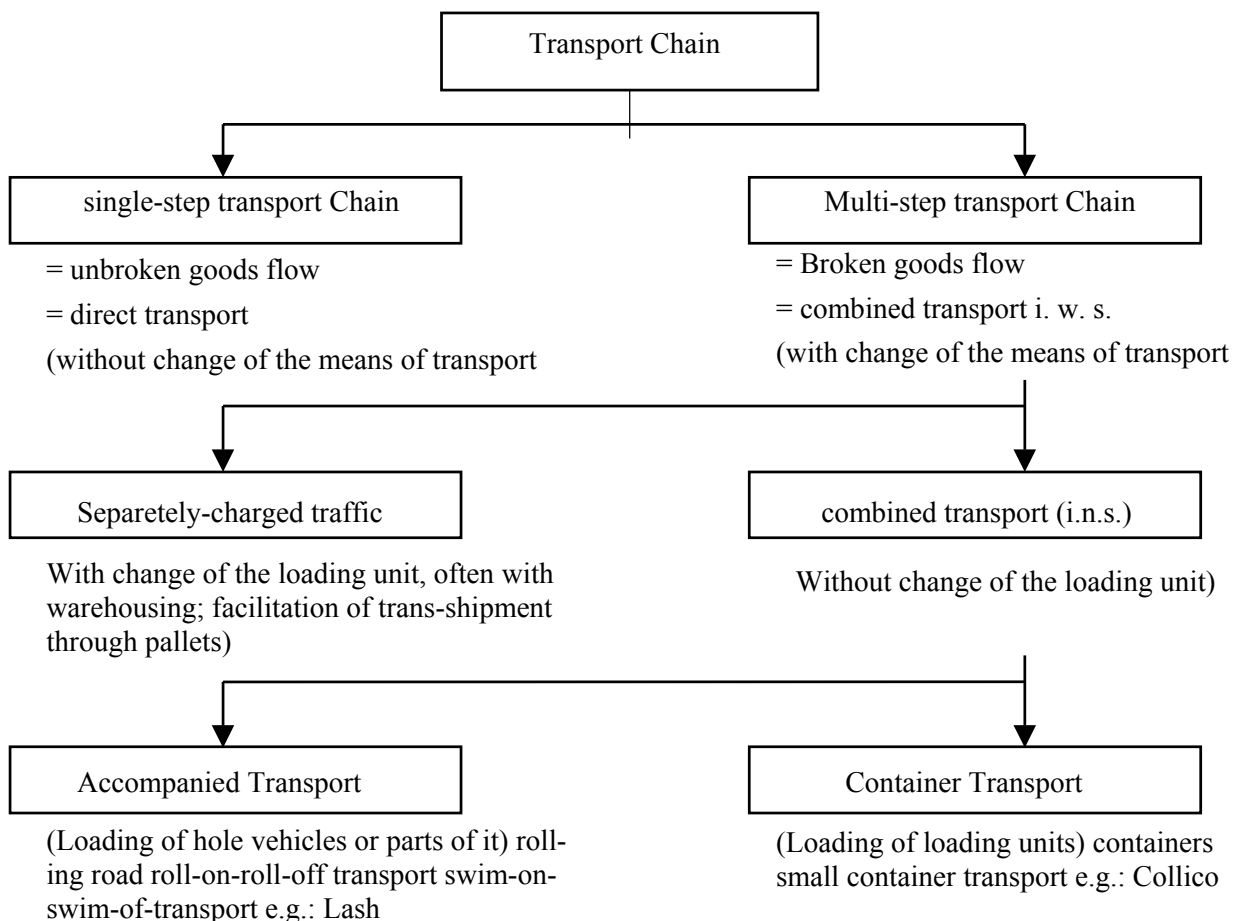 Transport Chain
single-step transport Chain
= unbroken goods flow
= direct transport
(without change of the means of transport
Multi-step transport Chain
= Broken goods flow
= combined transport i. w. s.
(with change of the means of transport
Separetely-charged traffic
With change of the loading unit, often with
warehousing; facilitation of trans-shipment
through pallets)
combined transport (i.n.s.)
Without change of the loading unit)
Accompanied Transport
(Loading of hole vehicles or parts of it) roll-
ing road roll-on-roll-off transport swim-on-
swim-of-transport e.g.: Lash
Container Transport
(Loading of loading units) containers
small container transport e.g.: Collico